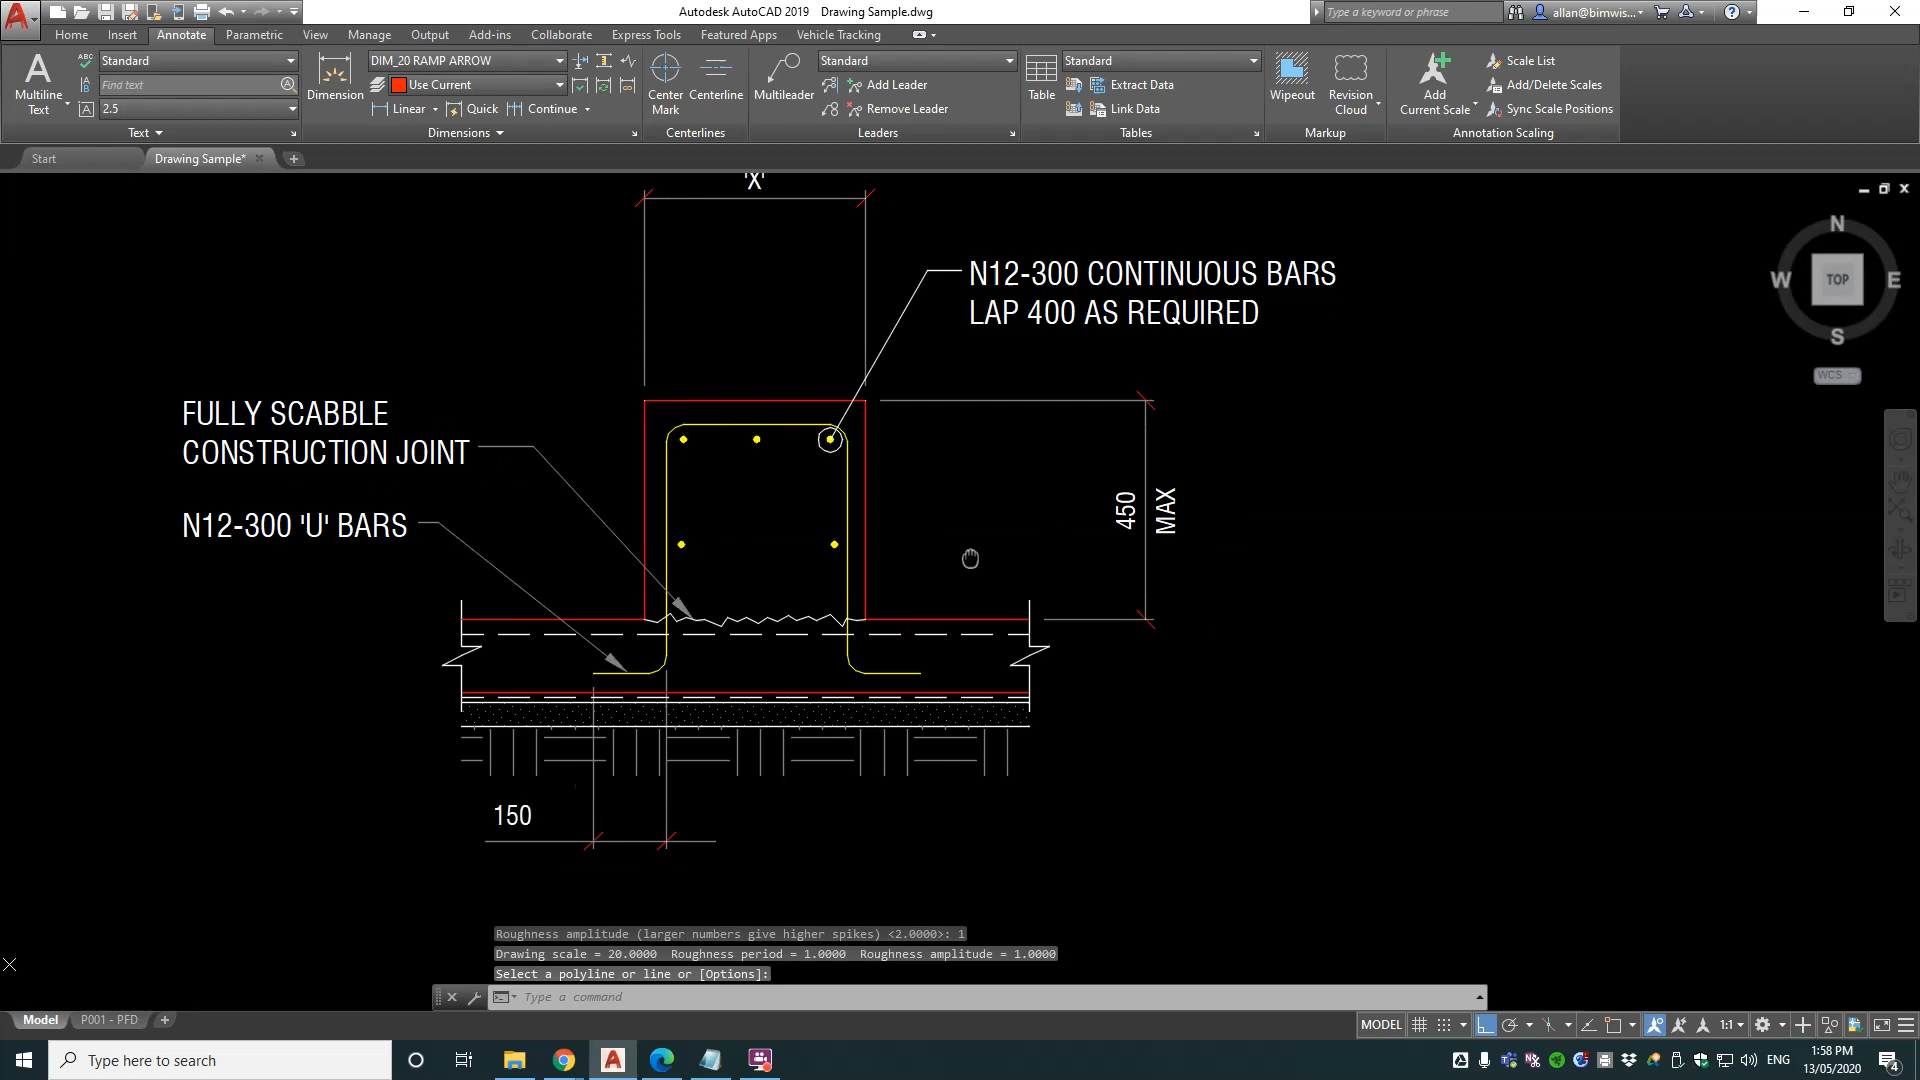 Autodesk AutoCAD 2019 Drawing Sample.dwg
Type a keyword or phrase
allan@bimwis...
Home Insert Annotate Parametric View Manage Output Add-ins Collaborate Express Tools Featured Apps Vehicle Tracking
Multiline Text
Standard
Find text
2.5
Text
Dimension
DIM_20 RAMP ARROW
Use Current
Linear Quick Continue
Dimensions
Center Mark
Centerline
Centerlines
Multileader
Standard
Add Leader
Remove Leader
Leaders
Table
Standard
Extract Data
Link Data
Tables
Wipeout
Revision Cloud
Markup
Add Current Scale
Scale List
Add/Delete Scales
Sync Scale Positions
Annotation Scaling
Start
Drawing Sample*
'X'
N
W TOP E
S
WCS
N12-300 CONTINUOUS BARS
LAP 400 AS REQUIRED
FULLY SCABBLE
CONSTRUCTION JOINT
N12-300 'U' BARS
450
MAX
150
Roughness amplitude (larger numbers give higher spikes) <2.0000>: 1
Drawing scale = 20.0000 Roughness period = 1.0000 Roughness amplitude = 1.0000
Select a polyline or line or [Options]:
Type a command
Model P001 - PFD
MODEL
1:1
Type here to search
ENG
1:58 PM
13/05/2020
4